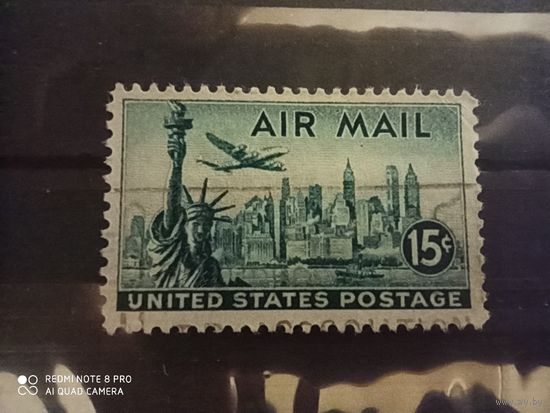 AIR MAIL
15¢
UNITED STATES POSTAGE
REDMI NOTE 8 PRO
AI QUAD CAMERA